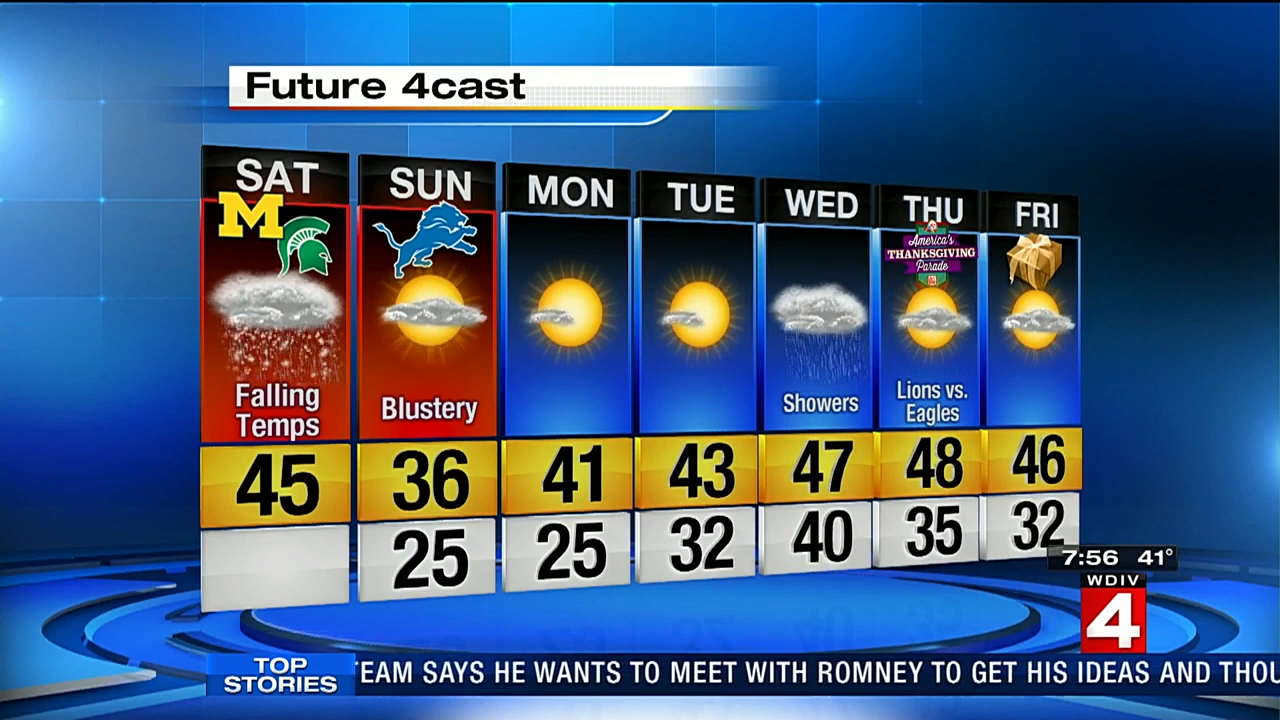 Future 4cast
SAT
SUN
MON
TUE
WED
THU
FRI
M
America's
THANKSGIVING
Parade
Falling
Temps
Blustery
Showers
Lions vs.
Eagles
45
36
41
43
47
48
46
25
25
32
40
35
32
7:56 41°
WDIV
4
TOP
STORIES
TEAM SAYS HE WANTS TO MEET WITH ROMNEY TO GET HIS IDEAS AND THOU